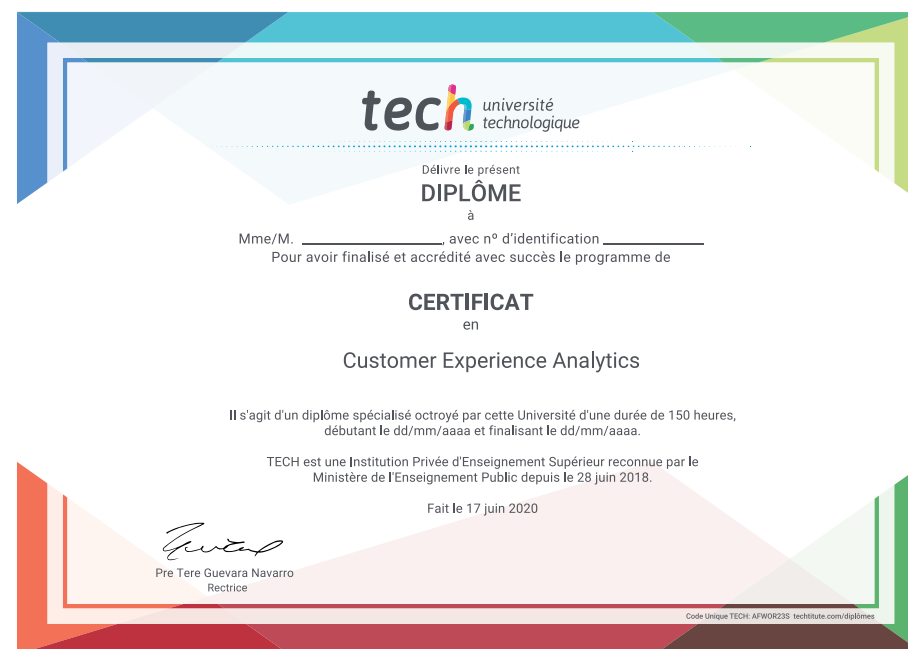 tech université
technologique
Délivre le présent
DIPLÔME
à
Mme/M. ____________________, avec nº d'identification ______________
Pour avoir finalisé et accrédité avec succès le programme de
CERTIFICAT
en
Customer Experience Analytics
Il s'agit d'un diplôme spécialisé octroyé par cette Université d'une durée de 150 heures,
débutant le dd/mm/aaaa et finalisant le dd/mm/aaaa.
TECH est une Institution Privée d'Enseignement Supérieur reconnue par le
Ministère de l'Enseignement Public depuis le 28 juin 2018.
Fait le 17 juin 2020
Pre Tere Guevara Navarro
Rectrice
Code Unique TECH: AFWOR23S techtitute.com/diplômes